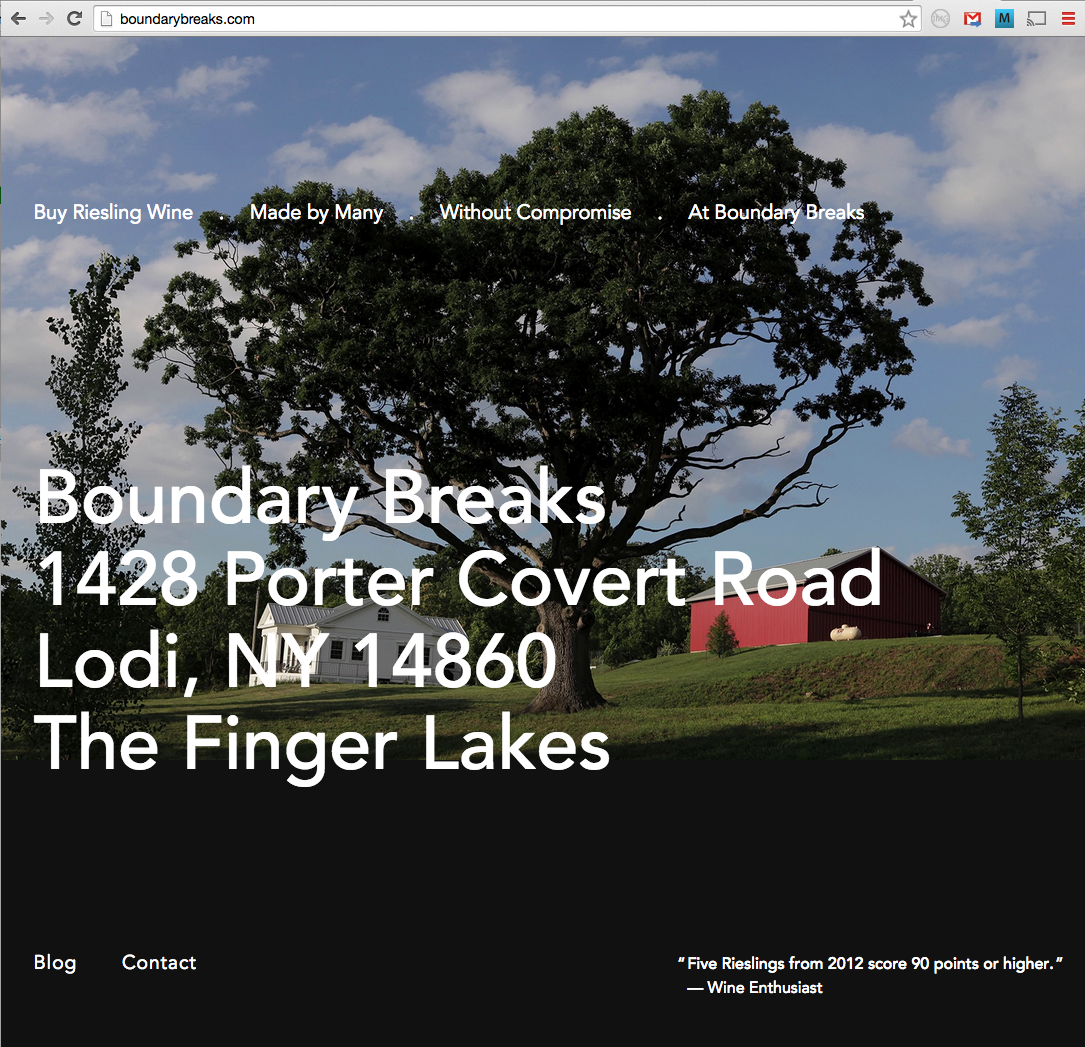 boundarybreaks.com
Buy Riesling Wine . Made by Many . Without Compromise . At Boundary Breaks
Boundary Breaks
1428 Porter Covert Road
Lodi, NY 14860
The Finger Lakes
Blog Contact
“Five Rieslings from 2012 score 90 points or higher.”
— Wine Enthusiast